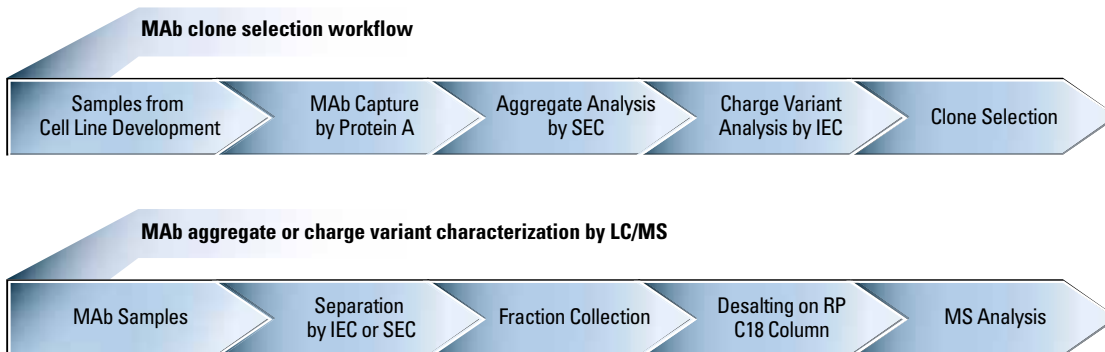 MAb clone selection workflow
Samples from
Cell Line Development
MAb Capture
by Protein A
Aggregate Analysis
by SEC
Charge Variant
Analysis by IEC
Clone Selection
MAb aggregate or charge variant characterization by LC/MS
MAb Samples
Separation
by IEC or SEC
Fraction Collection
Desalting on RP
C18 Column
MS Analysis